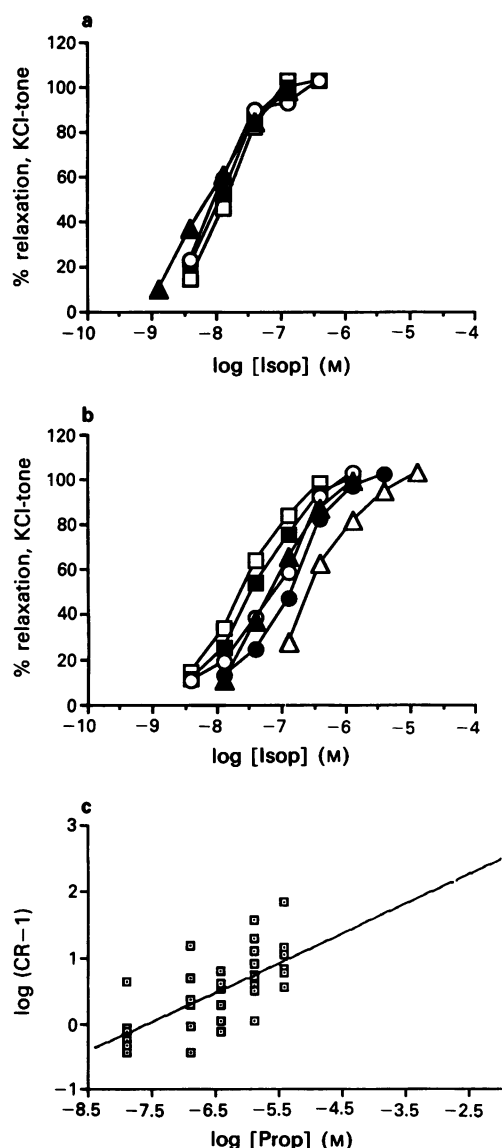 a
120
100
80
60
40
20
0
% relaxation, KCl-tone
−10 −9 −8 −7 −6 −5 −4
log [Isop] (M)
b
120
100
80
60
40
20
0
% relaxation, KCl-tone
−10 −9 −8 −7 −6 −5 −4
log [Isop] (M)
c
3
2
1
0
−1
log (CR−1)
−8.5 −7.5 −6.5 −5.5 −4.5 −3.5 −2.5
log [Prop] (M)